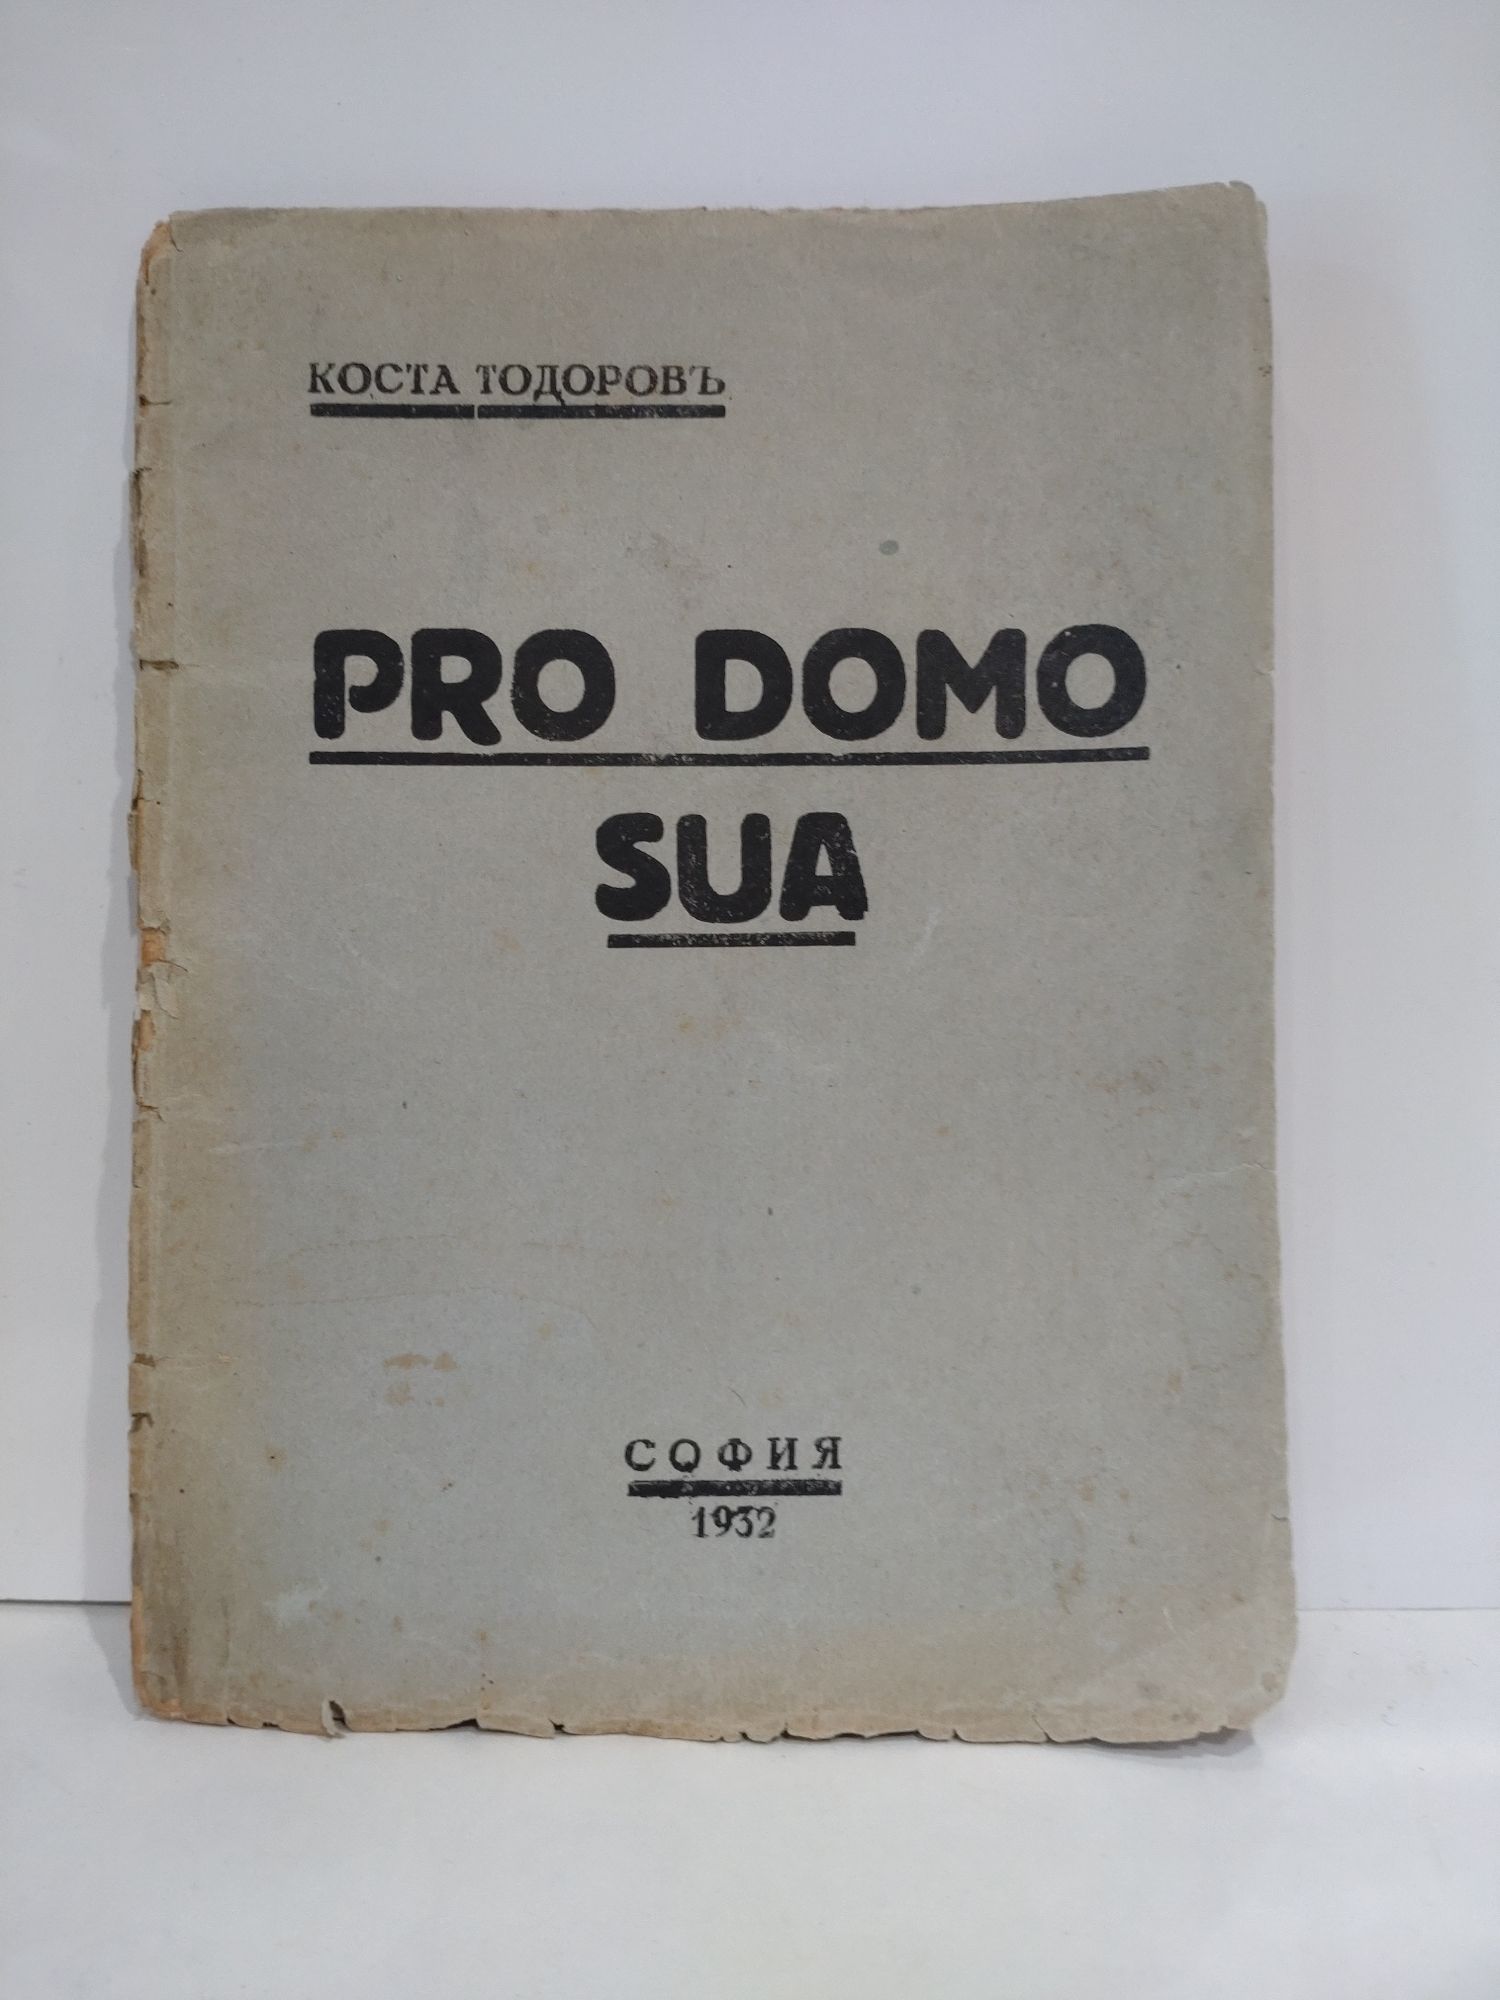 КОСТА ТОДОРОВЪ
PRO DOMO
SUA
СОФИЯ
1932